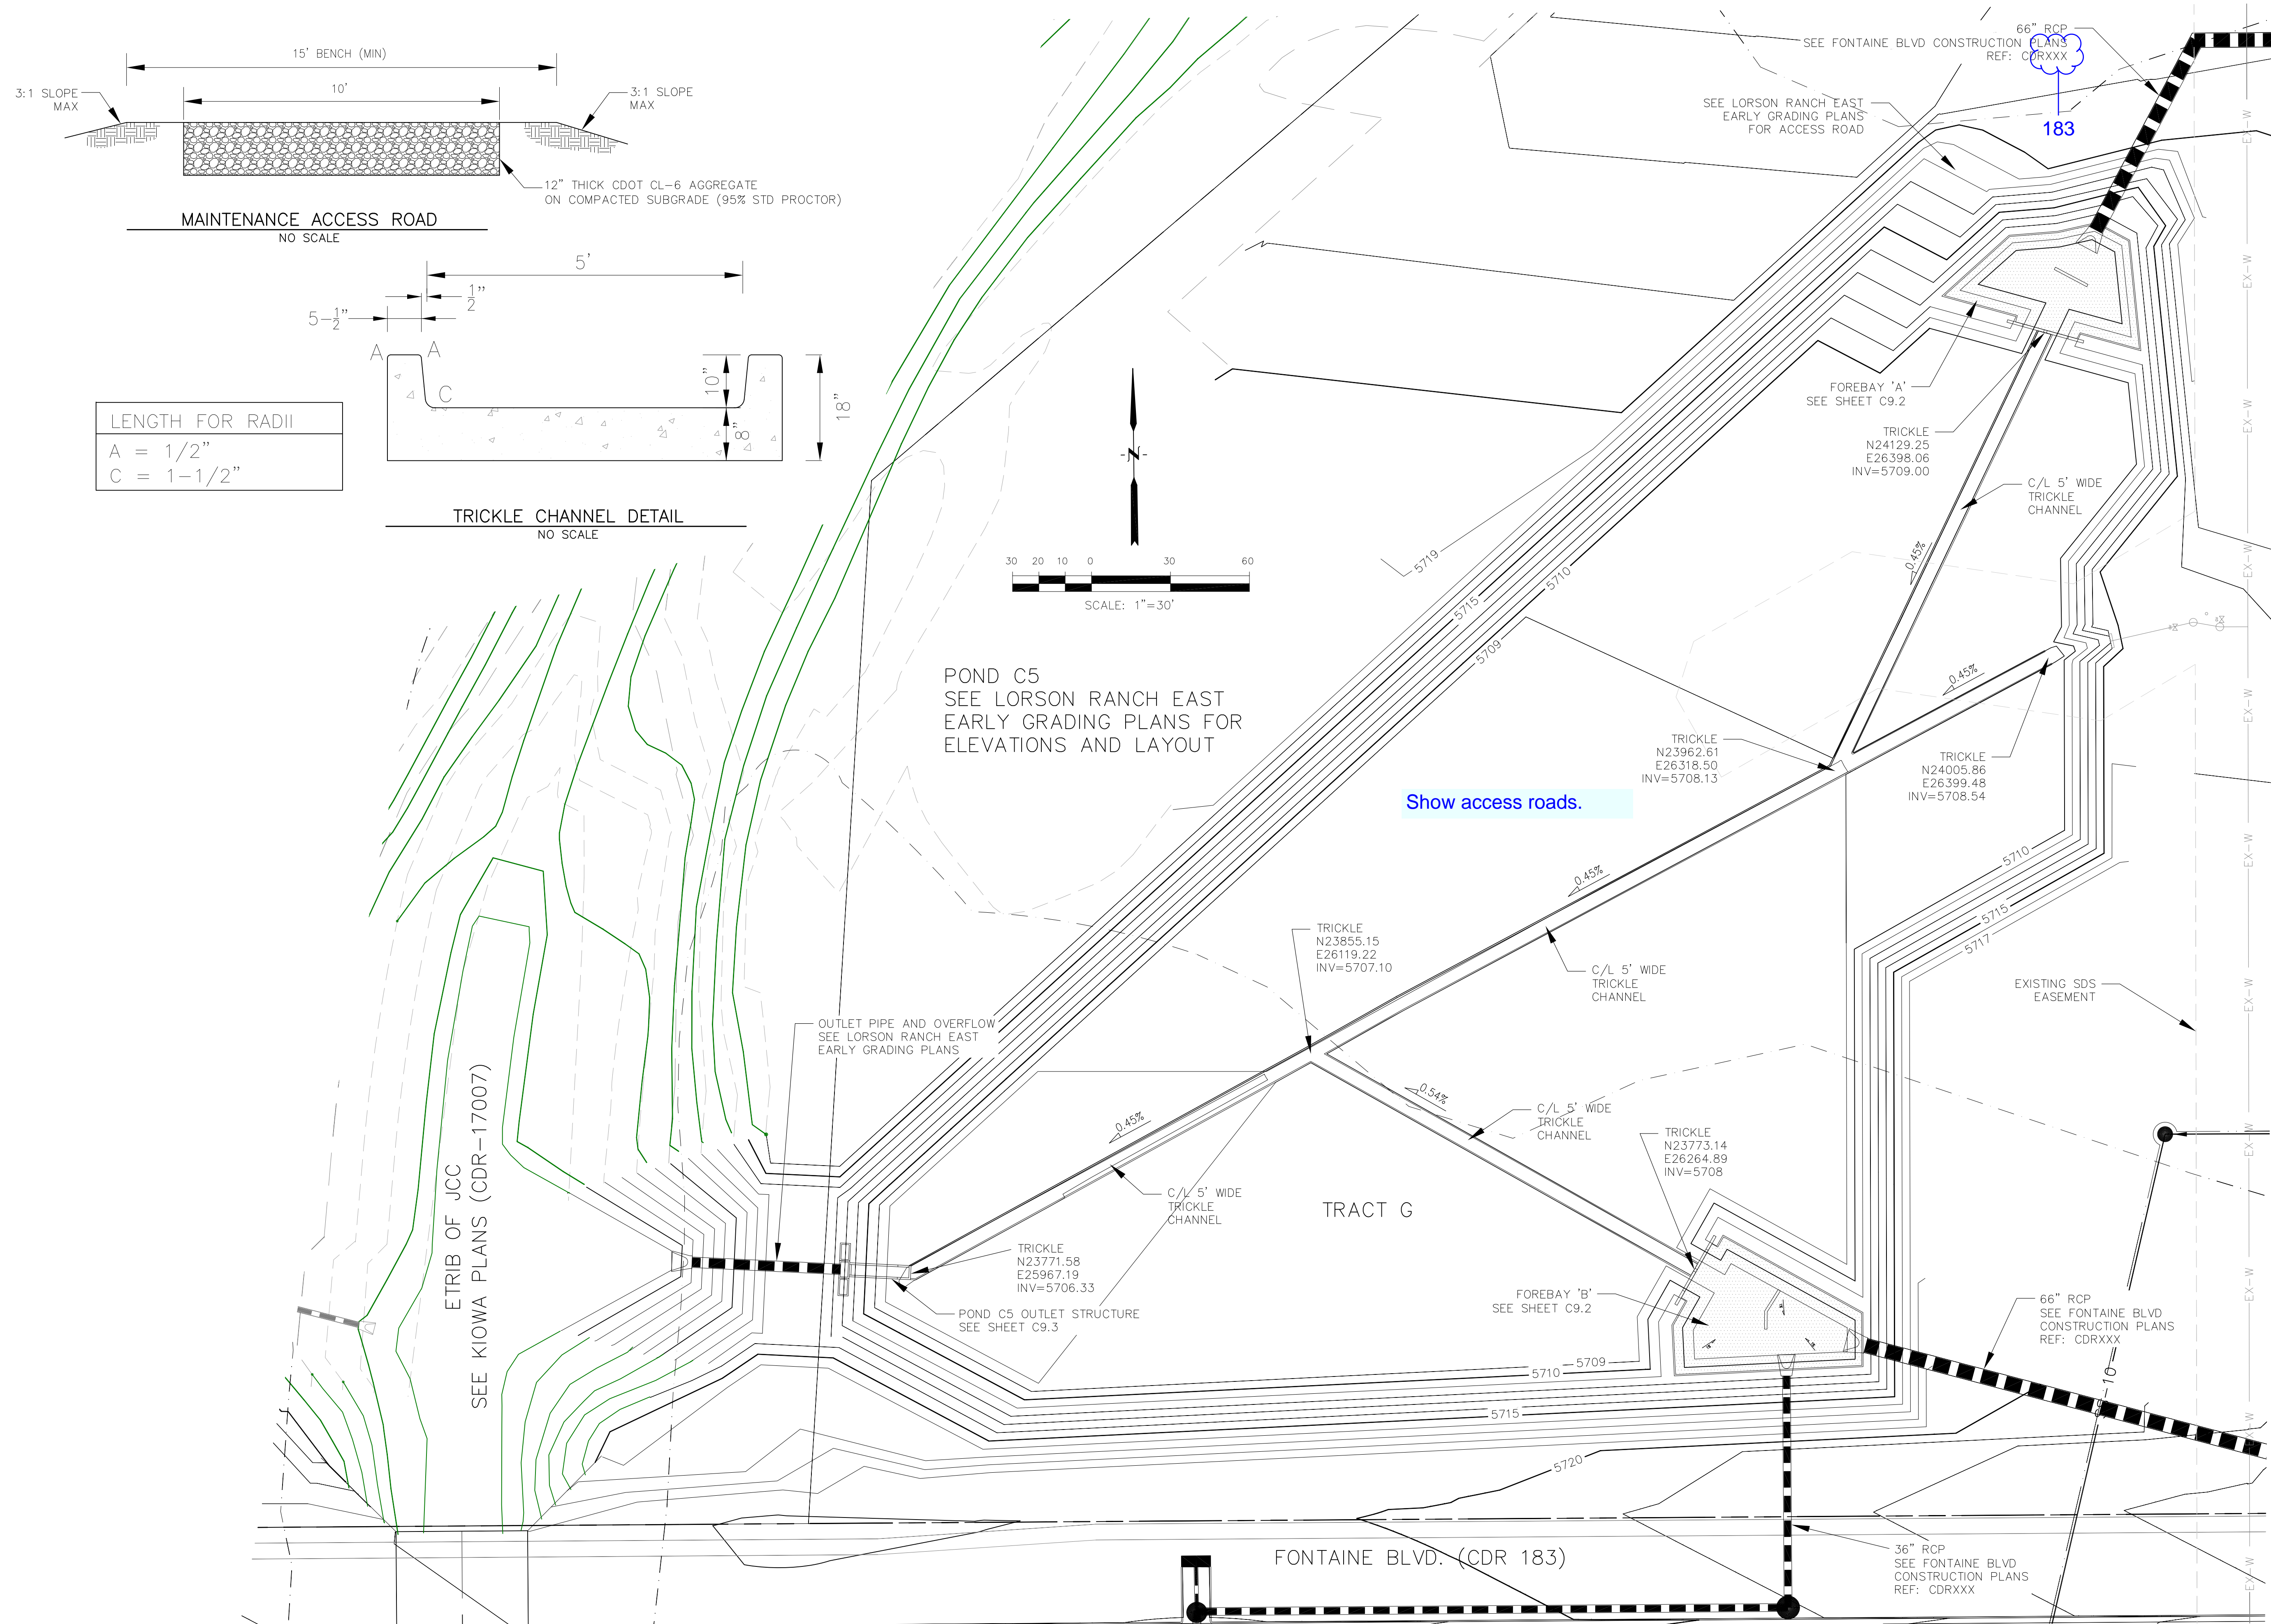 15' BENCH (MIN)
10'
3:1 SLOPE
MAX
3:1 SLOPE
MAX
12" THICK CDOT CL-6 AGGREGATE
ON COMPACTED SUBGRADE (95% STD PROCTOR)
MAINTENANCE ACCESS ROAD
NO SCALE
5'
1/2"
5-1/2"
A
A
C
10"
8"
18"
LENGTH FOR RADII
A = 1/2"
C = 1-1/2"
TRICKLE CHANNEL DETAIL
NO SCALE
N
30 20 10 0 30 60
SCALE: 1"=30'
66" RCP
SEE FONTAINE BLVD CONSTRUCTION PLANS
REF: CDRXXX
183
SEE LORSON RANCH EAST
EARLY GRADING PLANS
FOR ACCESS ROAD
EX-W
EX-W
EX-W
EX-W
EX-W
EX-W
EX-W
EX-W
EX-W
EX-W
EX-W
FOREBAY 'A'
SEE SHEET C9.2
TRICKLE
N24129.25
E26398.06
INV=5709.00
C/L 5' WIDE
TRICKLE
CHANNEL
5719
5715
5710
5709
0.45%
0.45%
POND C5
SEE LORSON RANCH EAST
EARLY GRADING PLANS FOR
ELEVATIONS AND LAYOUT
TRICKLE
N23962.61
E26318.50
INV=5708.13
TRICKLE
N24005.86
E26399.48
INV=5708.54
Show access roads.
0.45%
5710
5715
5717
TRICKLE
N23855.15
E26119.22
INV=5707.10
C/L 5' WIDE
TRICKLE
CHANNEL
EXISTING SDS
EASEMENT
OUTLET PIPE AND OVERFLOW
SEE LORSON RANCH EAST
EARLY GRADING PLANS
0.45%
0.54%
C/L 5' WIDE
TRICKLE
CHANNEL
TRICKLE
N23773.14
E26264.89
INV=5708
C/L 5' WIDE
TRICKLE
CHANNEL
TRACT G
ETRIB OF JCC
SEE KIOWA PLANS (CDR-17007)
TRICKLE
N23771.58
E25967.19
INV=5706.33
POND C5 OUTLET STRUCTURE
SEE SHEET C9.3
FOREBAY 'B'
SEE SHEET C9.2
66" RCP
SEE FONTAINE BLVD
CONSTRUCTION PLANS
REF: CDRXXX
5709
5710
5715
5720
FONTAINE BLVD. (CDR 183)
36" RCP
SEE FONTAINE BLVD
CONSTRUCTION PLANS
REF: CDRXXX